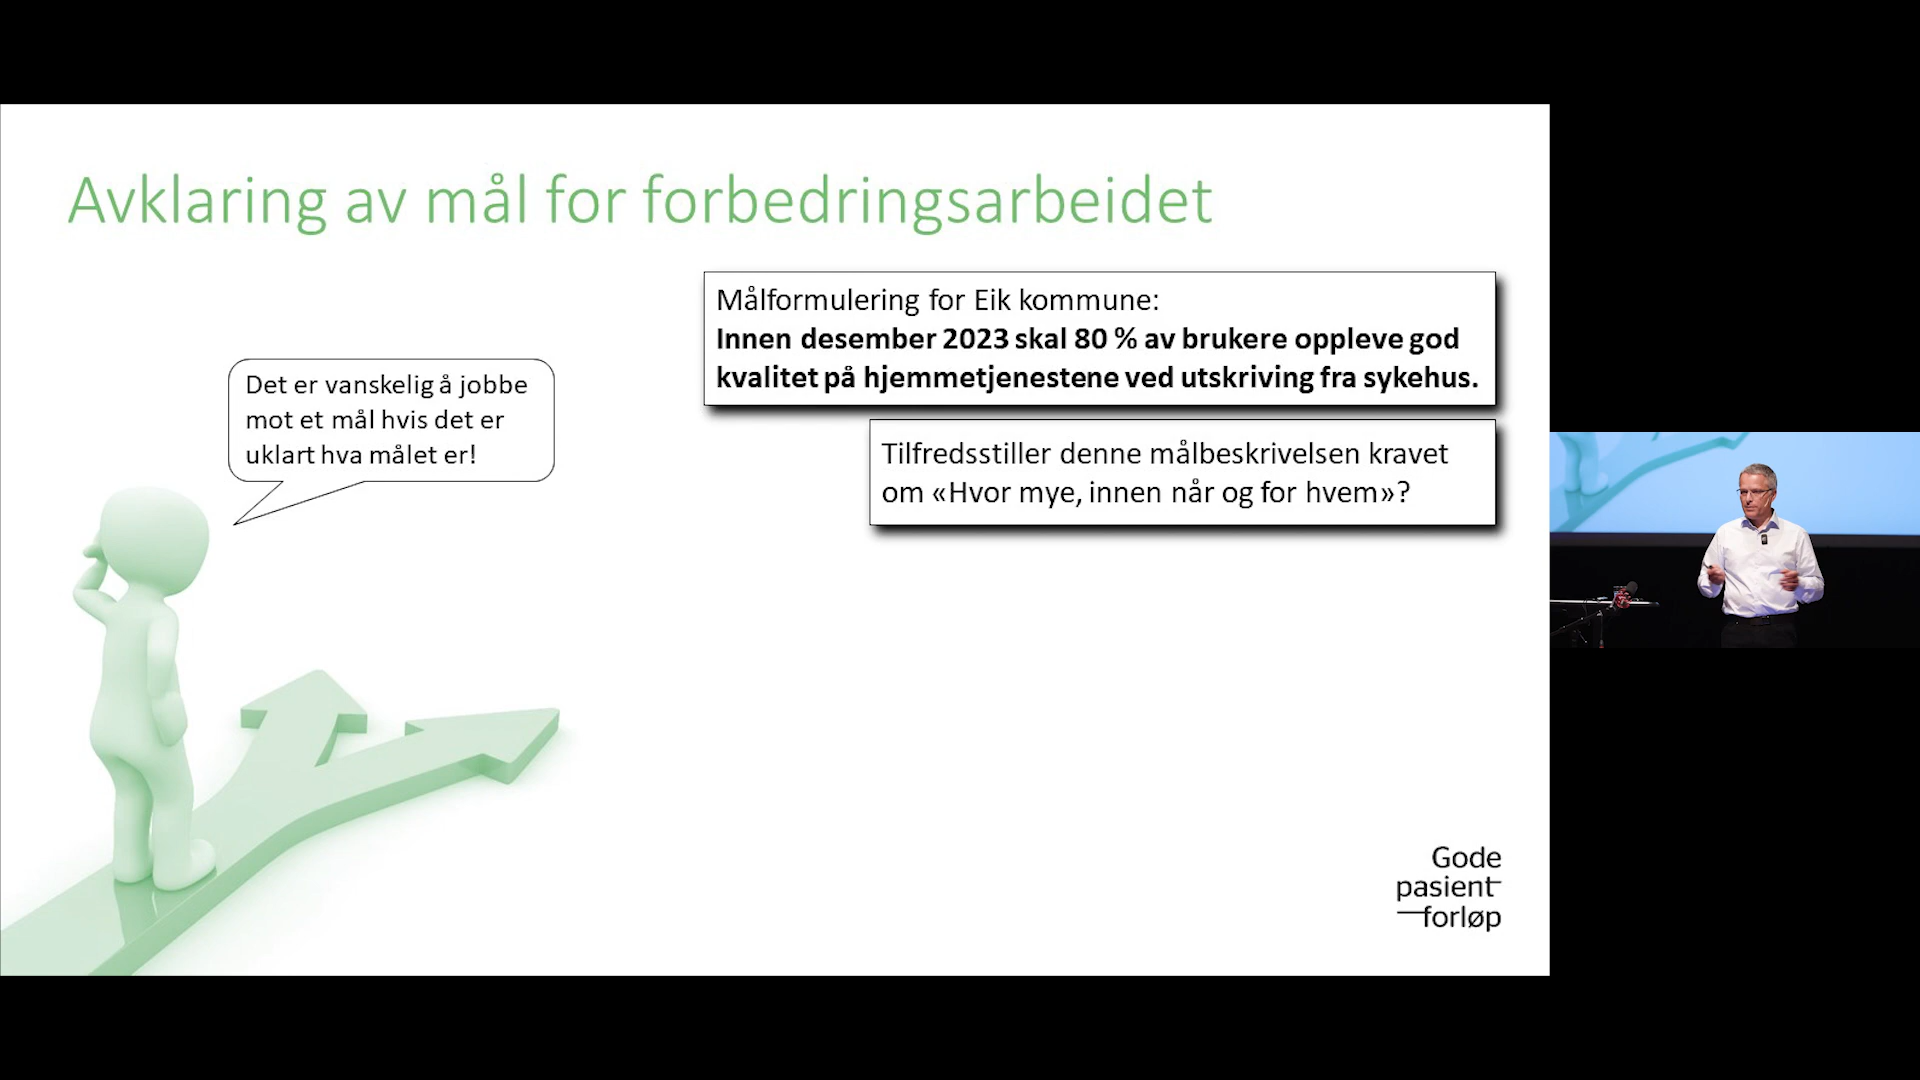 Avklaring av mål for forbedringsarbeidet
Målformulering for Eik kommune:
Innen desember 2023 skal 80 % av brukere oppleve god
kvalitet på hjemmetjenestene ved utskriving fra sykehus.
Det er vanskelig å jobbe
mot et mål hvis det er
uklart hva målet er!
Tilfredsstiller denne målbeskrivelsen kravet
om «Hvor mye, innen når og for hvem»?
Gode
pasient
forløp